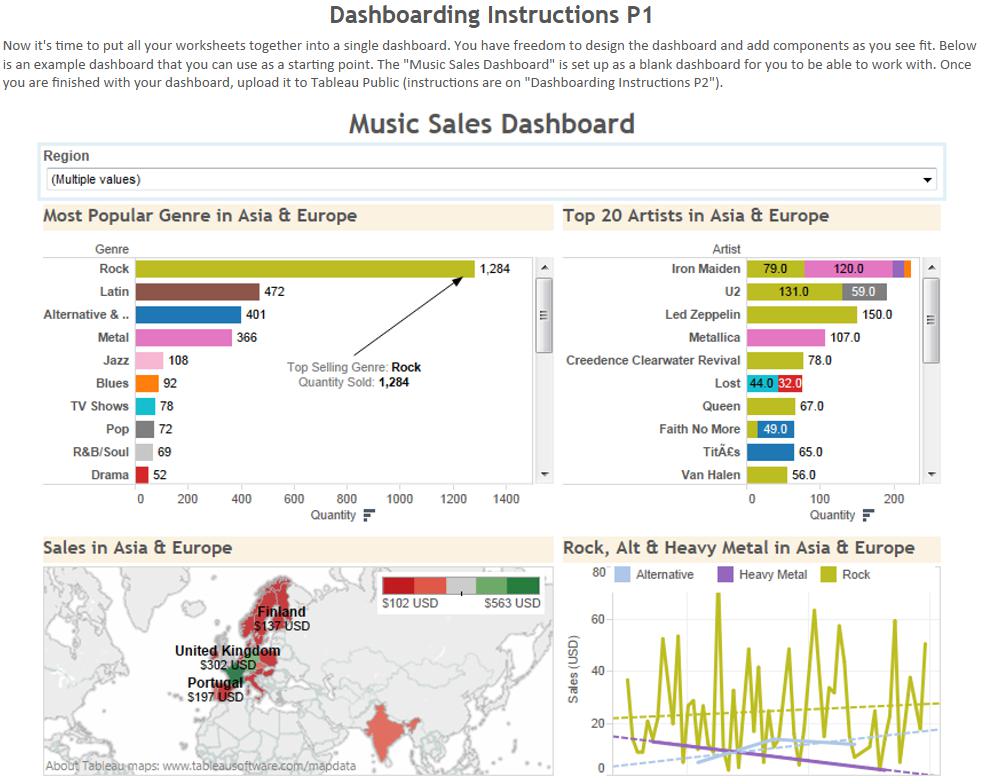 Dashboarding Instructions P1
Now it's time to put all your worksheets together into a single dashboard. You have freedom to design the dashboard and add components as you see fit. Below
is an example dashboard that you can use as a starting point. The "Music Sales Dashboard" is set up as a blank dashboard for you to be able to work with. Once
you are finished with your dashboard, upload it to Tableau Public (instructions are on "Dashboarding Instructions P2").
Music Sales Dashboard
Region
(Multiple values)
Most Popular Genre in Asia & Europe
Genre
Rock 1,284
Latin 472
Alternative & .. 401
Metal 366
Jazz 108
Blues 92
TV Shows 78
Pop 72
R&B/Soul 69
Drama 52
Top Selling Genre: Rock
Quantity Sold: 1,284
0 200 400 600 800 1000 1200 1400
Quantity
Top 20 Artists in Asia & Europe
Artist
Iron Maiden 79.0 120.0
U2 131.0 59.0
Led Zeppelin 150.0
Metallica 107.0
Creedence Clearwater Revival 78.0
Lost 44.0 32.0
Queen 67.0
Faith No More 49.0
TitÃ£s 65.0
Van Halen 56.0
0 100 200
Quantity
Sales in Asia & Europe
$102 USD $563 USD
Finland
$137 USD
United Kingdom
$302 USD
Portugal
$197 USD
About Tableau maps: www.tableausoftware.com/mapdata
Rock, Alt & Heavy Metal in Asia & Europe
Alternative Heavy Metal Rock
Sales (USD)
80
60
40
20
0